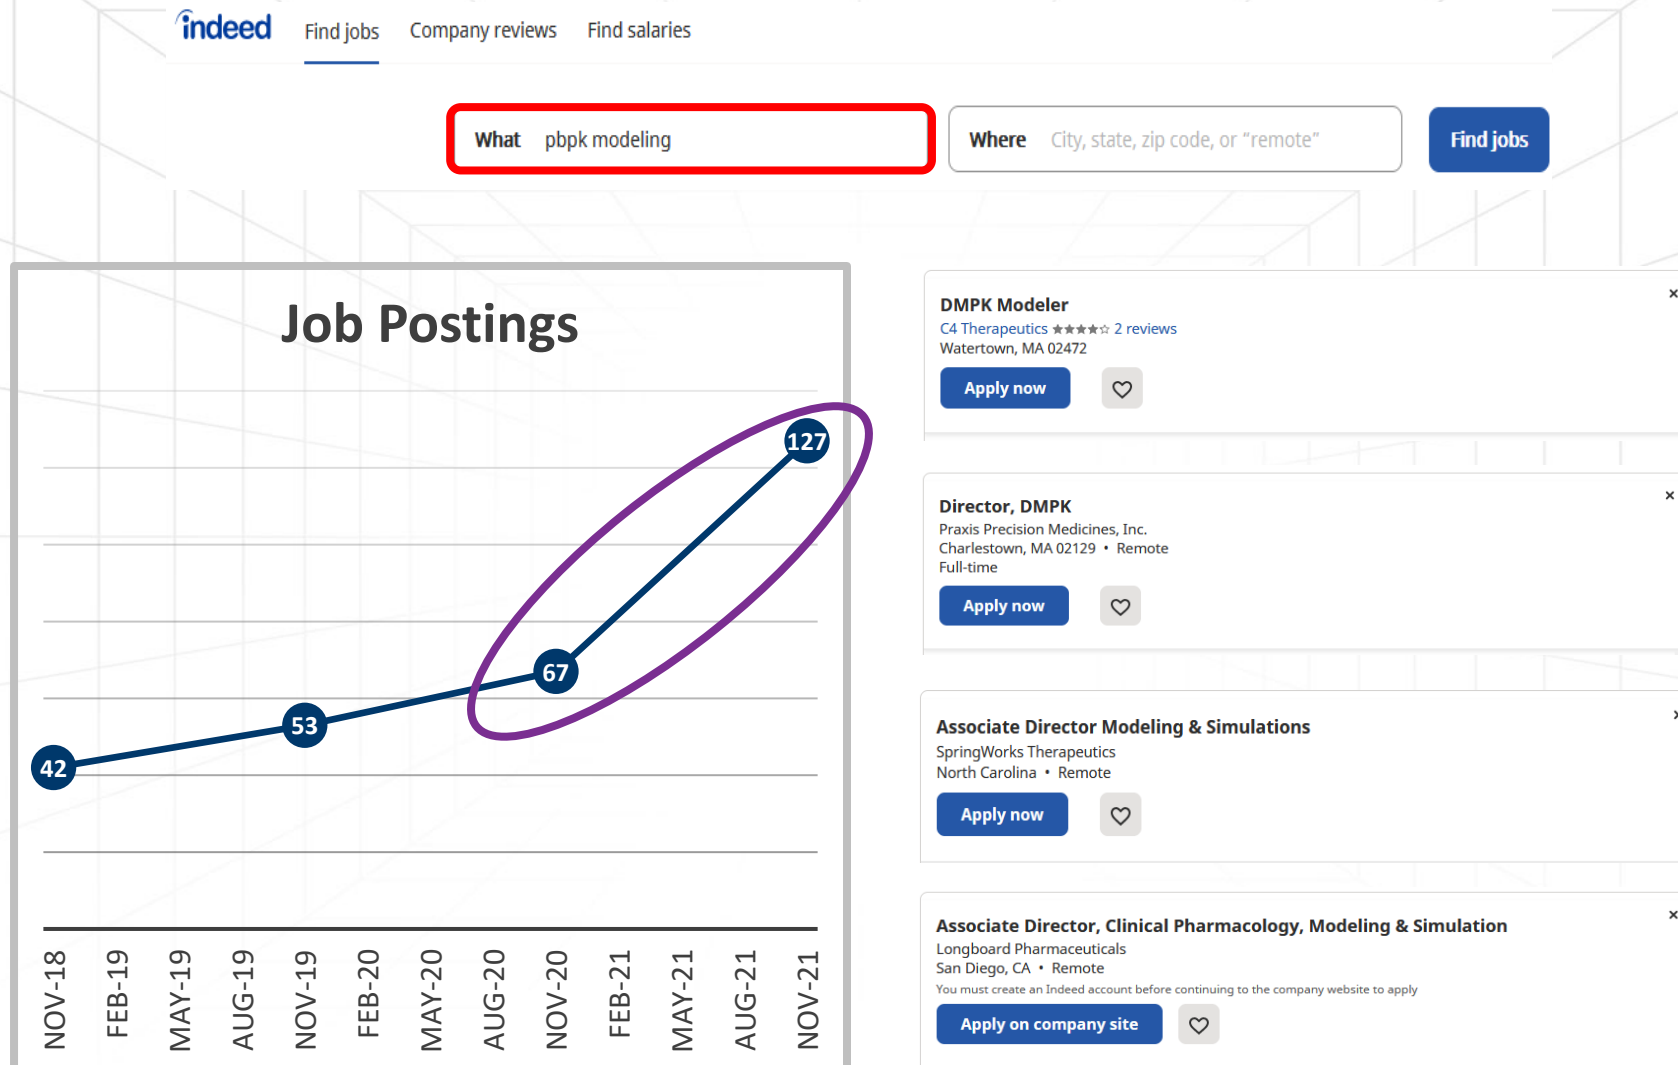 indeed Find jobs Company reviews Find salaries
What pbpk modeling Where City, state, zip code, or “remote” Find jobs
Job Postings
127
67
53
42
NOV-18 FEB-19 MAY-19 AUG-19 NOV-19 FEB-20 MAY-20 AUG-20 NOV-20 FEB-21 MAY-21 AUG-21 NOV-21
DMPK Modeler
C4 Therapeutics ★★★★☆ 2 reviews
Watertown, MA 02472
Apply now
Director, DMPK
Praxis Precision Medicines, Inc.
Charlestown, MA 02129 • Remote
Full-time
Apply now
Associate Director Modeling & Simulations
SpringWorks Therapeutics
North Carolina • Remote
Apply now
Associate Director, Clinical Pharmacology, Modeling & Simulation
Longboard Pharmaceuticals
San Diego, CA • Remote
You must create an Indeed account before continuing to the company website to apply
Apply on company site